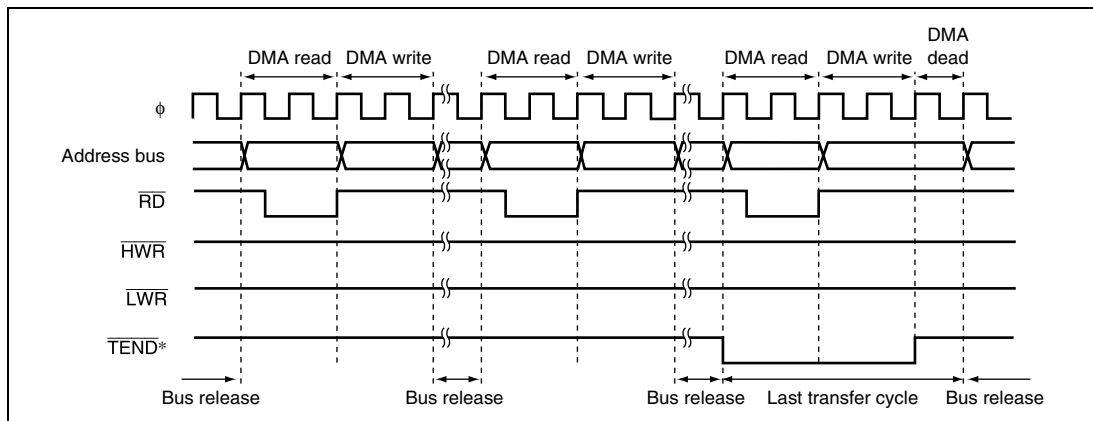 DMA read DMA write DMA read DMA write DMA read DMA write DMA dead
φ
Address bus
RD
HWR
LWR
TEND*
Bus release Bus release Bus release Last transfer cycle Bus release